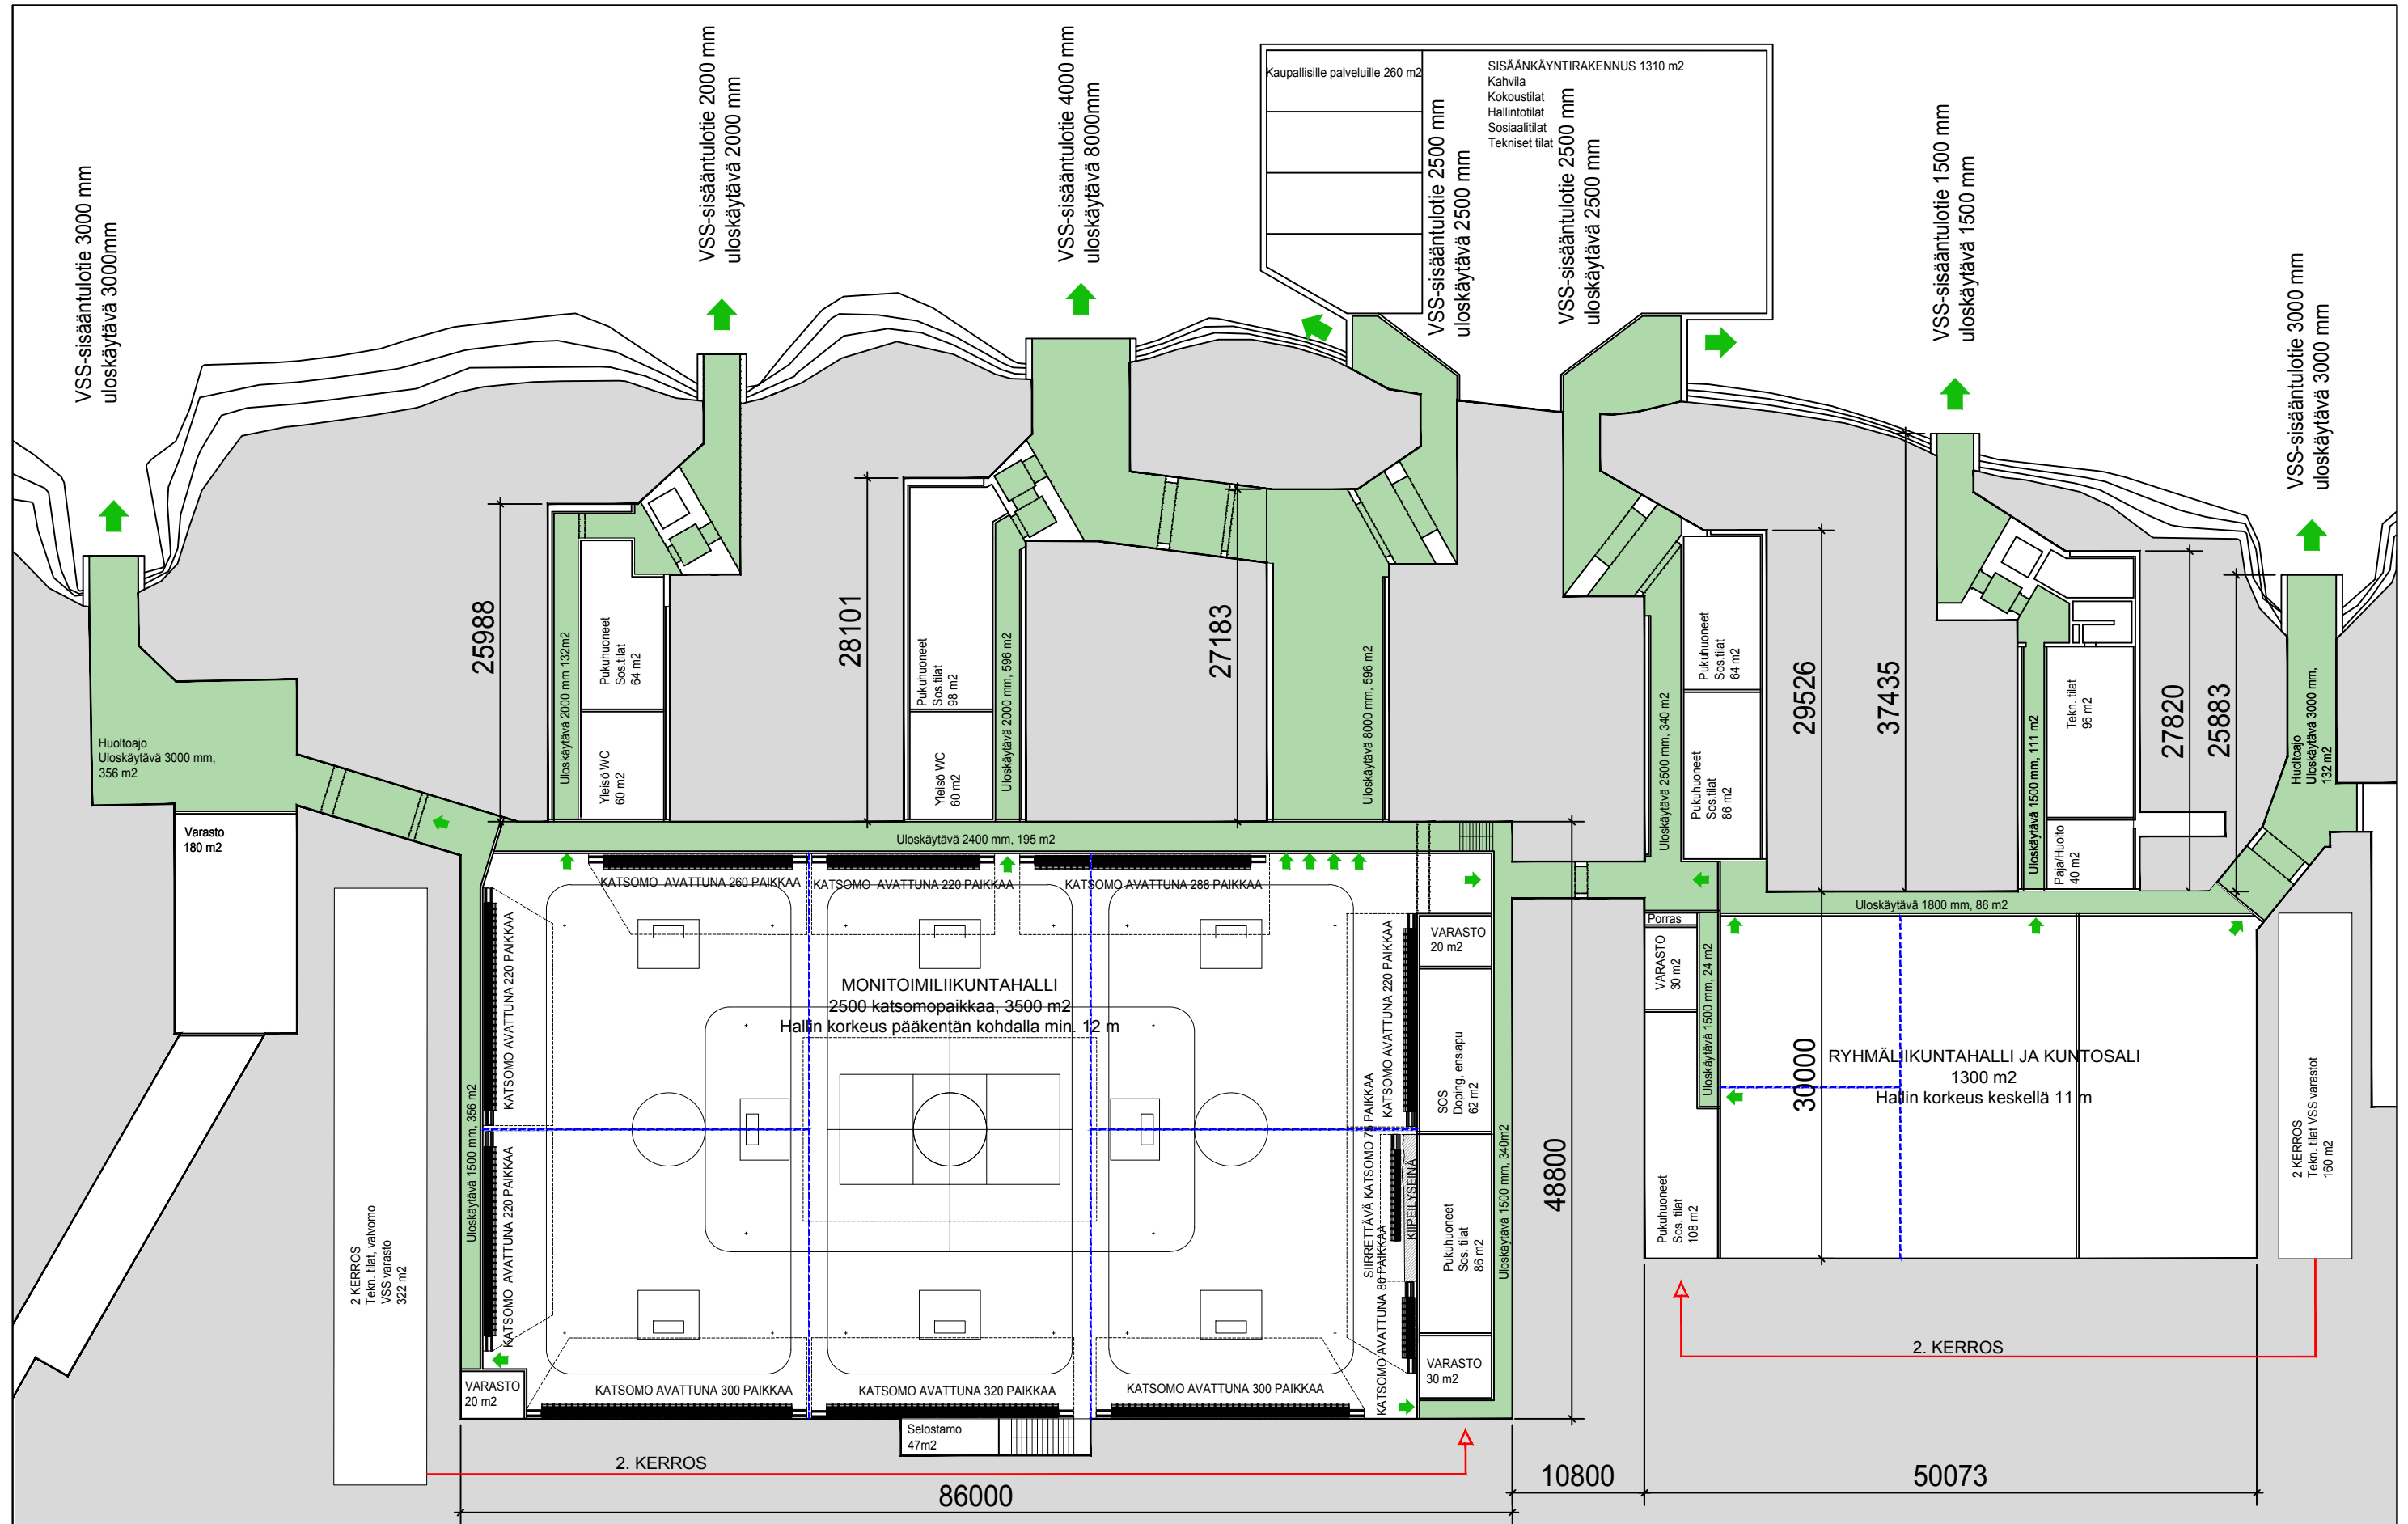 VSS-sisääntulotie 3000 mm
uloskäytävä 3000mm
VSS-sisääntulotie 2000 mm
uloskäytävä 2000 mm
VSS-sisääntulotie 4000 mm
uloskäytävä 8000mm
Kaupallisille palveluille 260 m2
SISÄÄNKÄYNTIRAKENNUS 1310 m2
Kahvila
Kokoustilat
Hallintotilat
Sosiaalitilat
Tekniset tilat
VSS-sisääntulotie 2500 mm
uloskäytävä 2500 mm
VSS-sisääntulotie 2500 mm
uloskäytävä 2500 mm
VSS-sisääntulotie 1500 mm
uloskäytävä 1500 mm
VSS-sisääntulotie 3000 mm
uloskäytävä 3000 mm
25988
28101
27183
29526
37435
27820
25883
Huoltoajo
Uloskäytävä 3000 mm,
356 m2
Varasto
180 m2
Uloskäytävä 2000 mm 132m2
Pukuhuoneet
Sos.tilat
64 m2
Yleisö WC
60 m2
Pukuhuoneet
Sos.tilat
98 m2
Yleisö WC
60 m2
Uloskäytävä 2000 mm, 596 m2
Uloskäytävä 8000 mm, 596 m2
Uloskäytävä 2500 mm, 340 m2
Pukuhuoneet
Sos.tilat
64 m2
Pukuhuoneet
Sos.tilat
86 m2
Uloskäytävä 1500 mm, 111 m2
Tekn. tilat
96 m2
Paja/Huolto
40 m2
Huoltoajo
Uloskäytävä 3000 mm,
132 m2
Uloskäytävä 2400 mm, 195 m2
Uloskäytävä 1800 mm, 86 m2
KATSOMO AVATTUNA 260 PAIKKAA
KATSOMO AVATTUNA 220 PAIKKAA
KATSOMO AVATTUNA 288 PAIKKAA
KATSOMO AVATTUNA 220 PAIKKAA
KATSOMO AVATTUNA 220 PAIKKAA
Uloskäytävä 1500 mm, 356 m2
MONITOIMILIIKUNTAHALLI
2500 katsomopaikkaa, 3500 m2
Hallin korkeus pääkentän kohdalla min. 12 m
KATSOMO AVATTUNA 220 PAIKKAA
SIIRRETTÄVÄ KATSOMO 75 PAIKKAA
KIIPEILYSEINÄ
KATSOMO AVATTUNA 80 PAIKKAA
VARASTO
20 m2
SOS
Doping, ensiapu
62 m2
Pukuhuoneet
Sos. tilat
86 m2
VARASTO
30 m2
Uloskäytävä 1500 mm, 340m2
48800
Porras
VARASTO
30 m2
Uloskäytävä 1500 mm, 24 m2
Pukuhuoneet
Sos. tilat
108 m2
30000
RYHMÄLIIKUNTAHALLI JA KUNTOSALI
1300 m2
Hallin korkeus keskellä 11 m
2 KERROS
Tekn. tilat VSS varastot
160 m2
2 KERROS
Tekn. tilat, valvomo
VSS varasto
322 m2
VARASTO
20 m2
KATSOMO AVATTUNA 300 PAIKKAA
KATSOMO AVATTUNA 320 PAIKKAA
KATSOMO AVATTUNA 300 PAIKKAA
Selostamo
47m2
2. KERROS
2. KERROS
86000
10800
50073